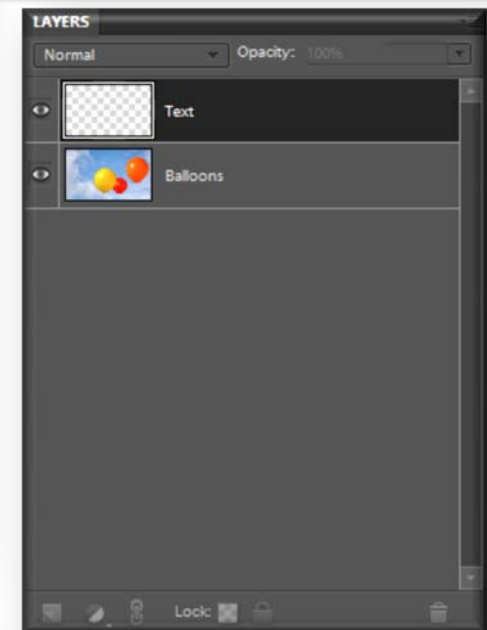 LAYERS
Normal Opacity: 100%
Text
Balloons
Lock: